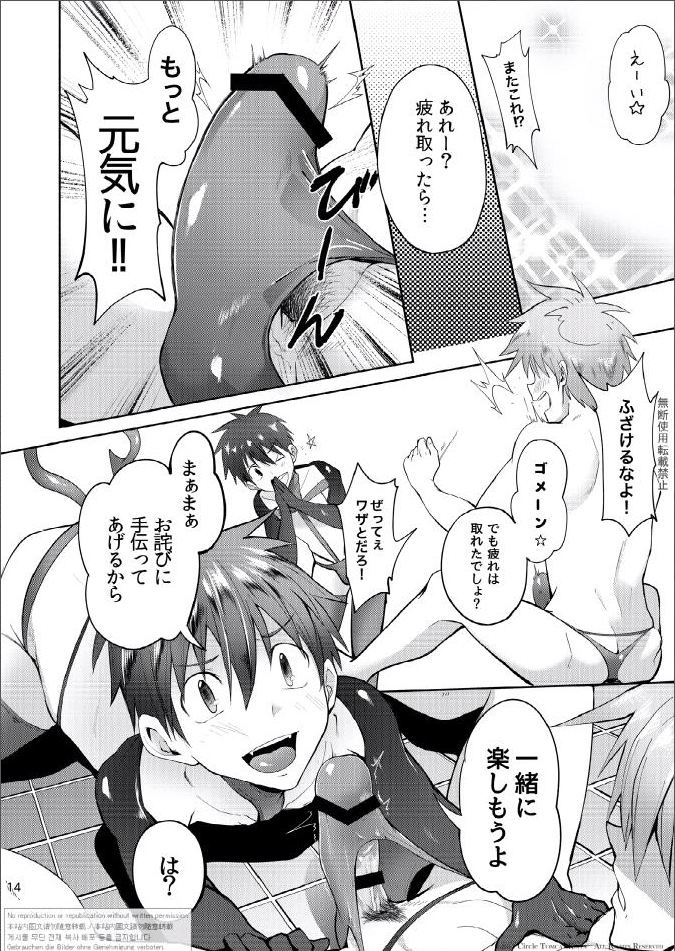 えーい☆
またこれ!?
あれー?
疲れ取ったら…
びーん
もっと
元気に!!
ふざけるなよ!
ゴメーン☆
でも疲れは
取れたでしょ?
ぜってぇ
ワザとだろ!
まぁまぁ
お詫びに
手伝って
あげるから
一緒に
楽しもうよ
は?
無断使用転載禁止
14
No reproduction or republication without written permission
Gebrauchen die Bilder ohne Genehmigung verboten